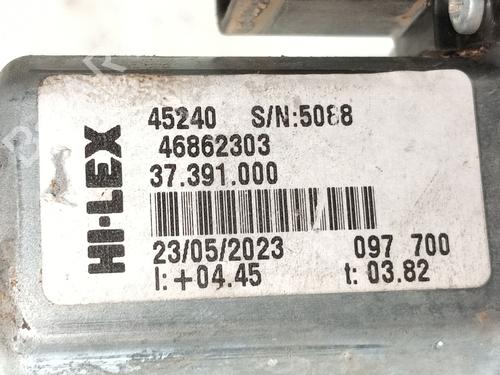 HI-LEX
45240 S/N:5088
46862303
37.391.000
23/05/2023 097 700
I:+04.45 t:03.82